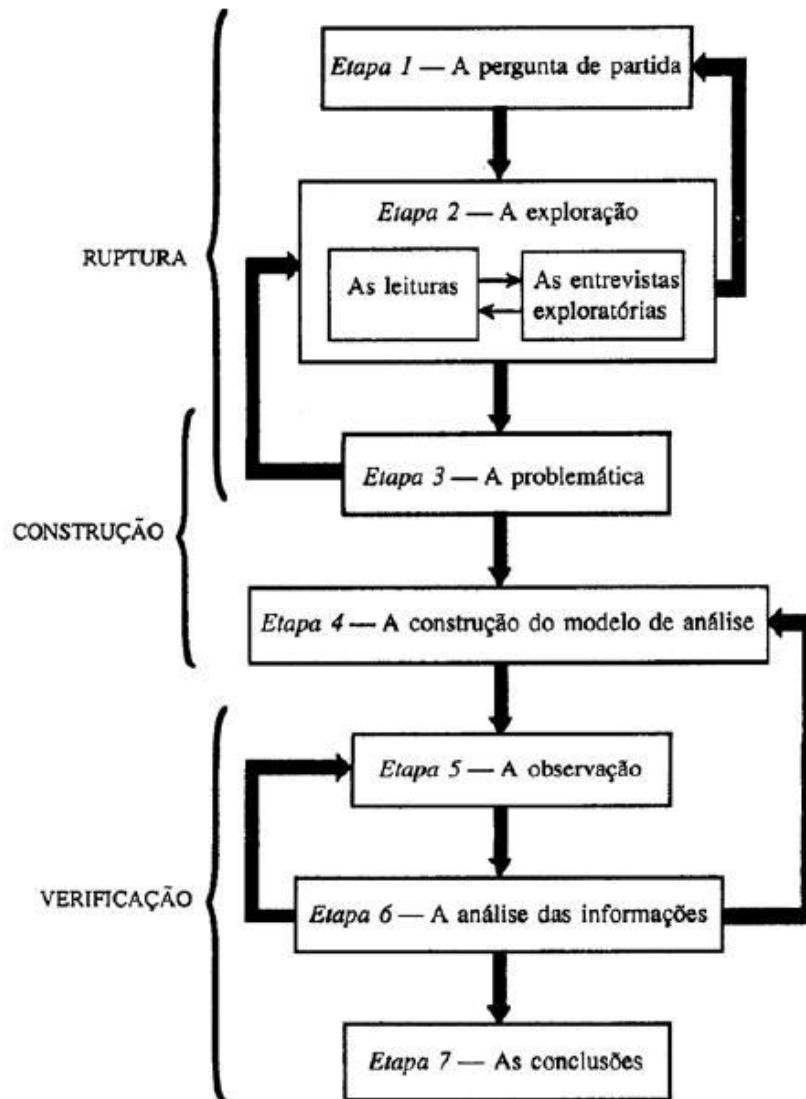 Etapa 1 — A pergunta de partida
Etapa 2 — A exploração
RUPTURA
As leituras
As entrevistas
exploratórias
Etapa 3 — A problemática
CONSTRUÇÃO
Etapa 4 — A construção do modelo de análise
Etapa 5 — A observação
VERIFICAÇÃO
Etapa 6 — A análise das informações
Etapa 7 — As conclusões